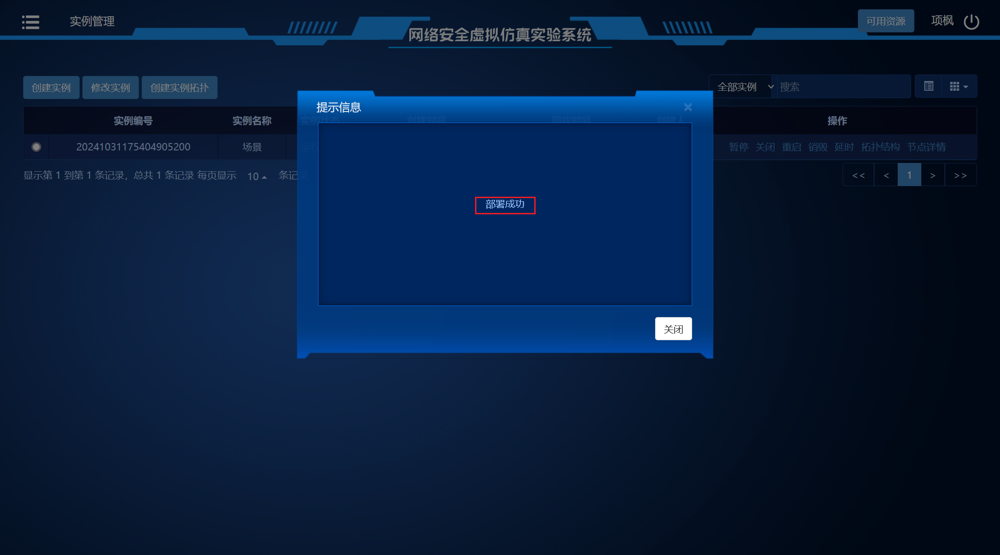 实例管理
网络安全虚拟仿真实验系统
可用资源
项枫
创建实例
修改实例
创建实例拓扑
全部实例
搜索
提示信息
实例编号 实例名称 实例状态 创建时间 回收时间 创建人 操作
20241031175404905200 场景 运行 暂停 关闭 重启 销毁 延时 拓扑结构 节点详情
显示第 1 到第 1 条记录，总共 1 条记录 每页显示 10 条记录
<< < 1 > >>
部署成功
关闭